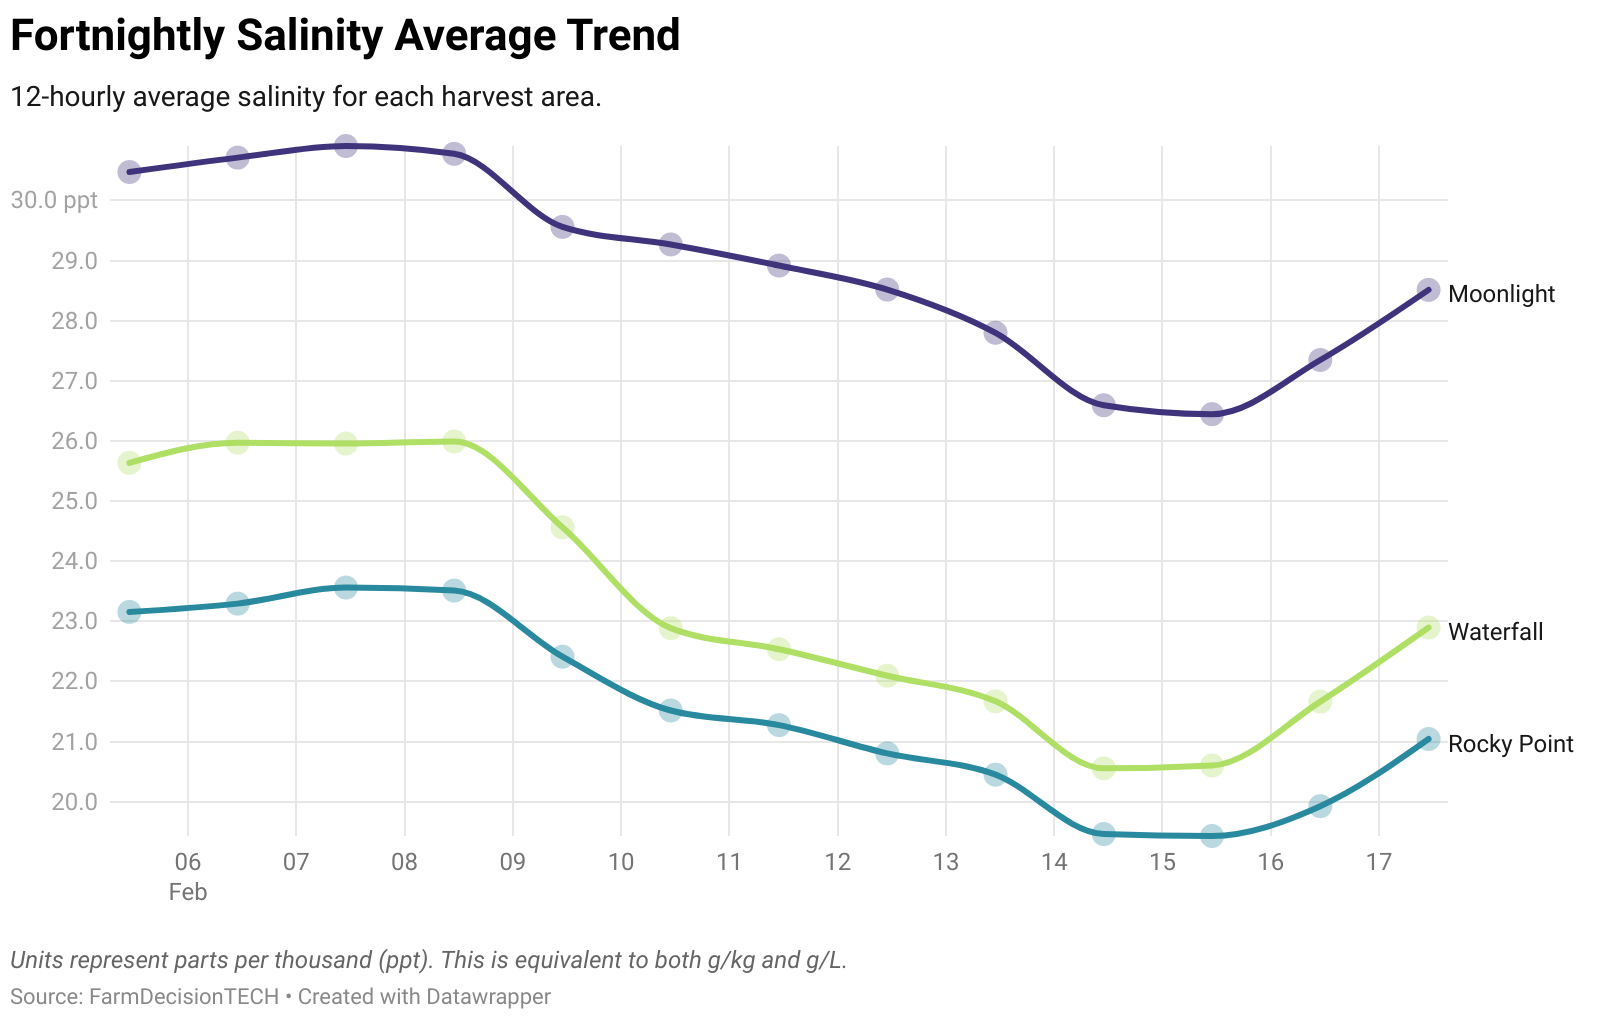 Fortnightly Salinity Average Trend
12-hourly average salinity for each harvest area.
30.0 ppt
29.0
28.0
27.0
26.0
25.0
24.0
23.0
22.0
21.0
20.0
Moonlight
Waterfall
Rocky Point
06 07 08 09 10 11 12 13 14 15 16 17
Feb
Units represent parts per thousand (ppt). This is equivalent to both g/kg and g/L.
Source: FarmDecisionTECH • Created with Datawrapper